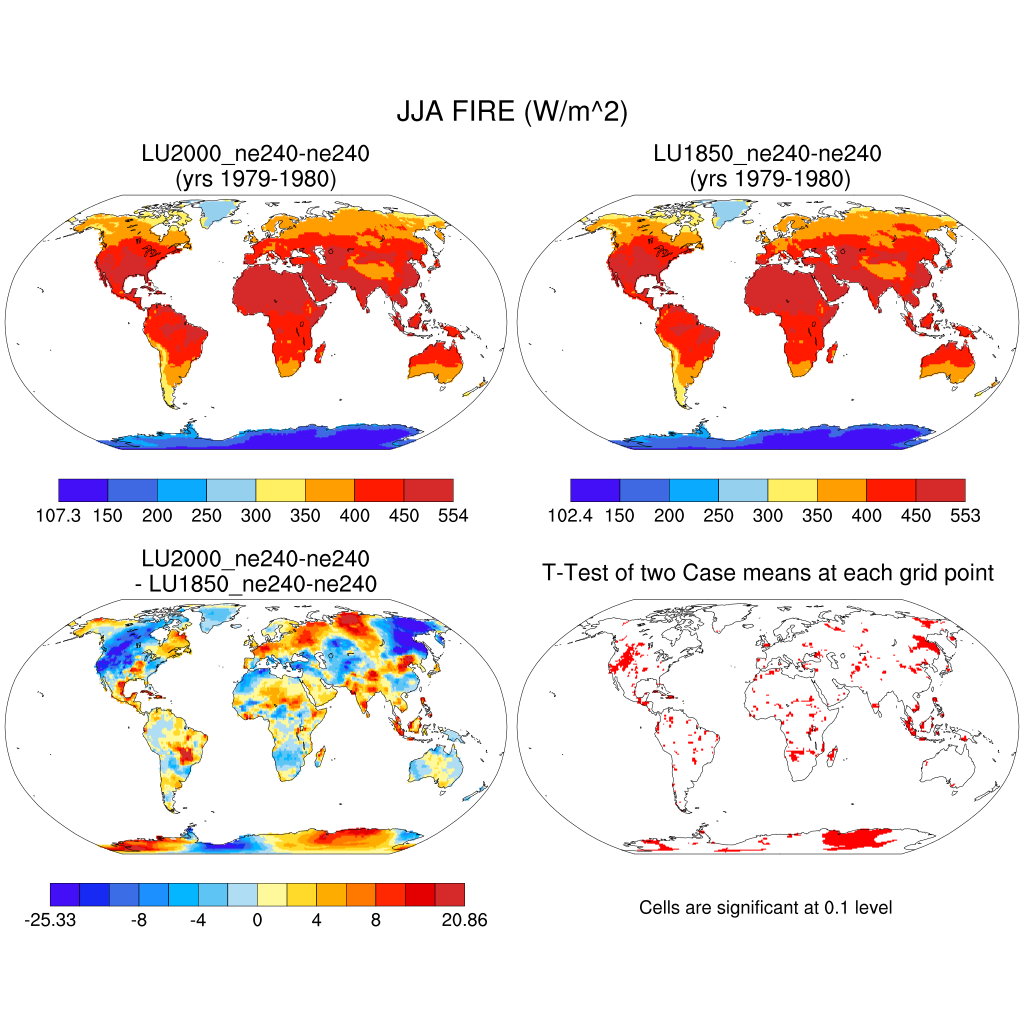 JJA FIRE (W/m^2)
LU2000_ne240-ne240
(yrs 1979-1980)
LU1850_ne240-ne240
(yrs 1979-1980)
107.3 150 200 250 300 350 400 450 554
102.4 150 200 250 300 350 400 450 553
LU2000_ne240-ne240
- LU1850_ne240-ne240
T-Test of two Case means at each grid point
-25.33 -8 -4 0 4 8 20.86
Cells are significant at 0.1 level